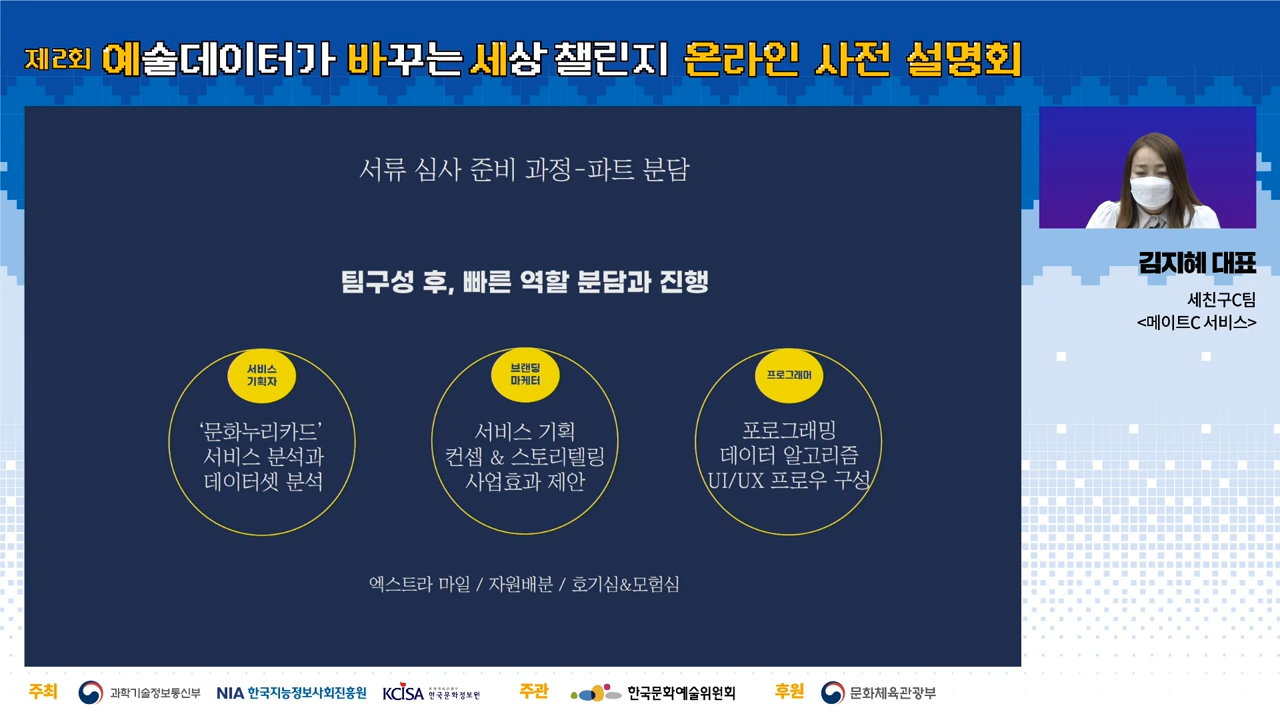 제2회 예술데이터가 바꾸는 세상 챌린지 온라인 사전 설명회
서류 심사 준비 과정-파트 분담
팀구성 후, 빠른 역할 분담과 진행
서비스
기획자
‘문화누리카드’
서비스 분석과
데이터셋 분석
브랜딩
마케터
서비스 기획
컨셉 & 스토리텔링
사업효과 제안
프로그래머
포로그래밍
데이터 알고리즘
UI/UX 프로우 구성
엑스트라 마일 / 자원배분 / 호기심&모험심
김지혜 대표
세친구C팀
<메이트C 서비스>
주최 과학기술정보통신부 NIA 한국지능정보사회진흥원 KCISA 한국문화정보원 주관 한국문화예술위원회 후원 문화체육관광부